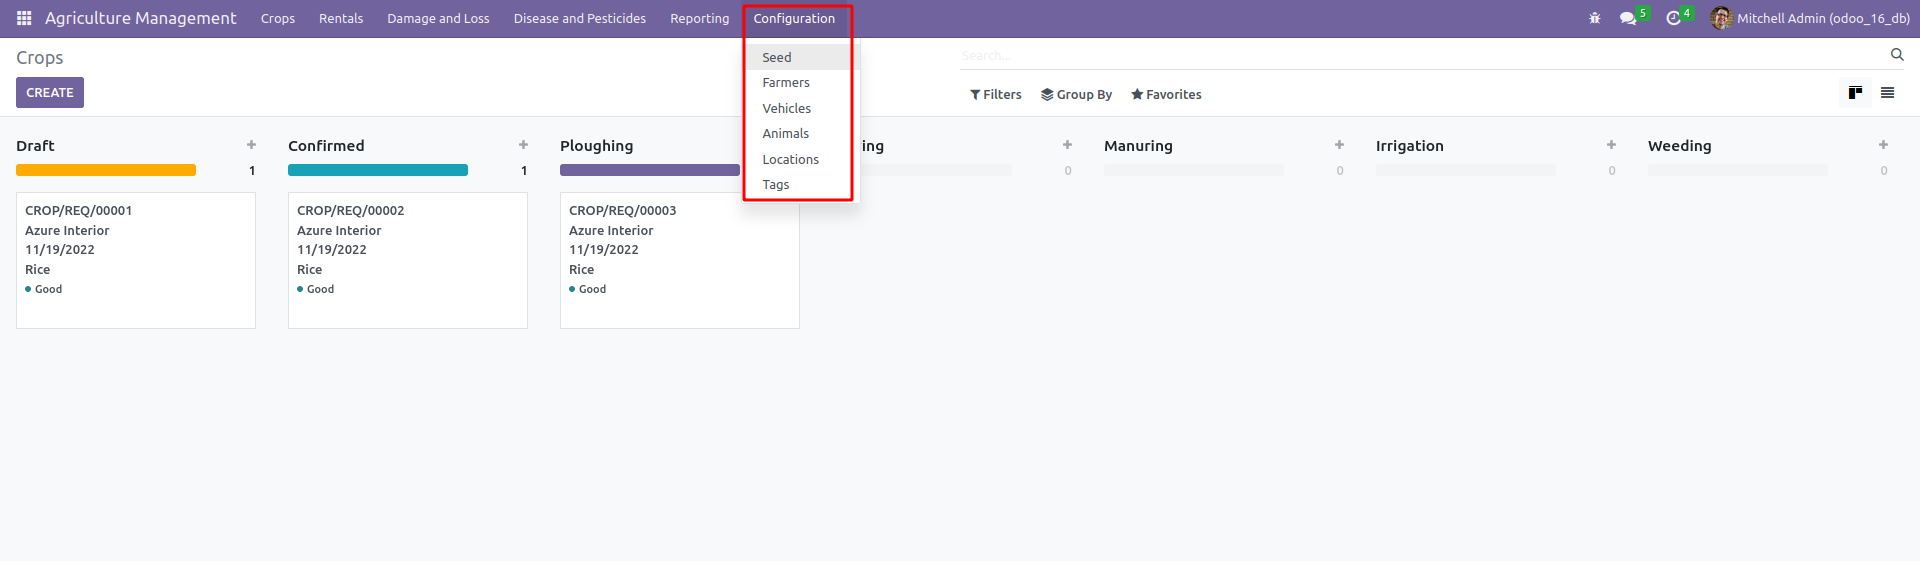 Agriculture Management Crops Rentals Damage and Loss Disease and Pesticides Reporting Configuration 5 4 Mitchell Admin (odoo_16_db)
Crops
Search...
CREATE
Filters Group By Favorites
Seed
Farmers
Vehicles
Animals
Locations
Tags
Draft
1
CROP/REQ/00001
Azure Interior
11/19/2022
Rice
Good
Confirmed
1
CROP/REQ/00002
Azure Interior
11/19/2022
Rice
Good
Ploughing
CROP/REQ/00003
Azure Interior
11/19/2022
Rice
Good
ing
0
Manuring
0
Irrigation
0
Weeding
0